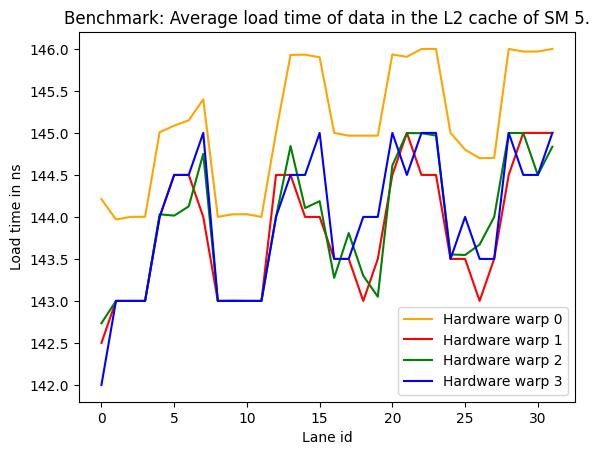 Benchmark: Average load time of data in the L2 cache of SM 5.
146.0
145.5
145.0
144.5
144.0
143.5
143.0
142.5
142.0
Load time in ns
0 5 10 15 20 25 30
Lane id
Hardware warp 0
Hardware warp 1
Hardware warp 2
Hardware warp 3